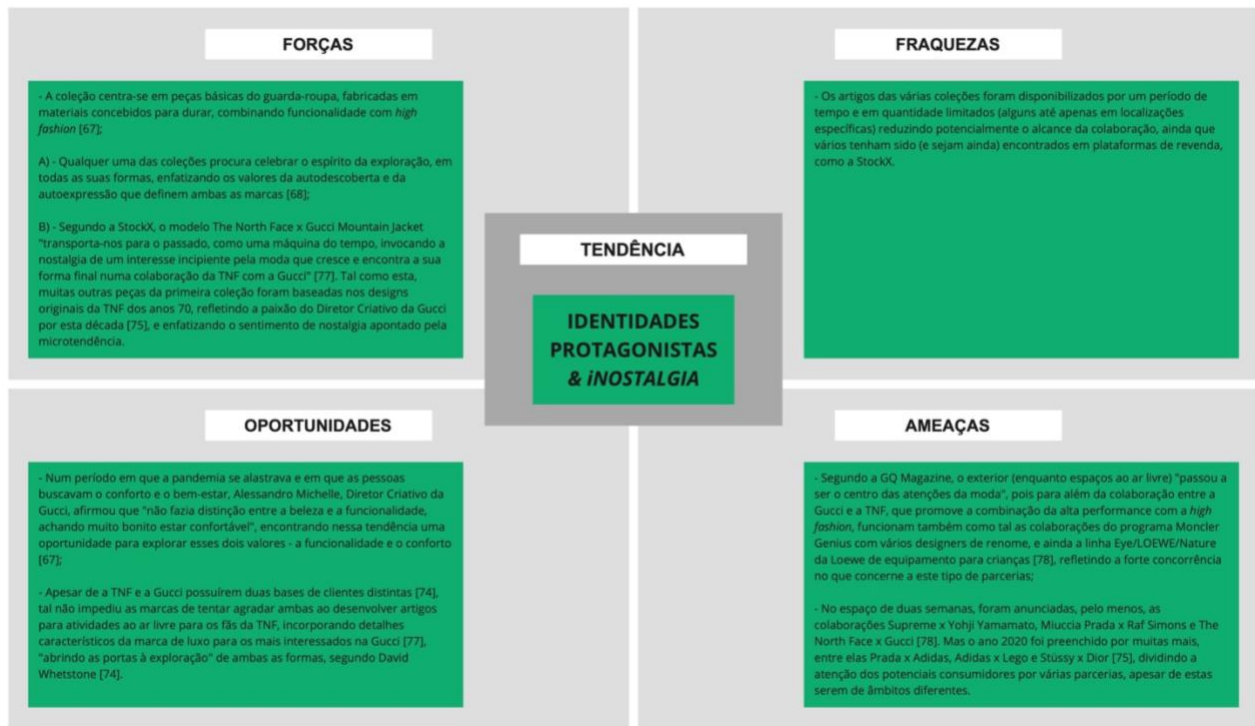 FORÇAS
- A coleção centra-se em peças básicas do guarda-roupa, fabricadas em
materiais concebidos para durar, combinando funcionalidade com high
fashion [67];
A) - Qualquer uma das coleções procura celebrar o espírito da exploração, em
todas as suas formas, enfatizando os valores da autodescoberta e da
autoexpressão que definem ambas as marcas [68];
B) - Segundo a StockX, o modelo The North Face x Gucci Mountain Jacket
"transporta-nos para o passado, como uma máquina do tempo, invocando a
nostalgia de um interesse incipiente pela moda que cresce e encontra a sua
forma final numa colaboração da TNF com a Gucci" [77]. Tal como esta,
muitas outras peças da primeira coleção foram baseadas nos designs
originais da TNF dos anos 70, refletindo a paixão do Diretor Criativo da Gucci
por esta década [75], e enfatizando o sentimento de nostalgia apontado pela
microtendência.
FRAQUEZAS
- Os artigos das várias coleções foram disponibilizados por um período de
tempo e em quantidade limitados (alguns até apenas em localizações
específicas) reduzindo potencialmente o alcance da colaboração, ainda que
vários tenham sido (e sejam ainda) encontrados em plataformas de revenda,
como a StockX.
TENDÊNCIA
IDENTIDADES
PROTAGONISTAS
& iNOSTALGIA
OPORTUNIDADES
- Num período em que a pandemia se alastrava e em que as pessoas
buscavam o conforto e o bem-estar, Alessandro Michelle, Diretor Criativo da
Gucci, afirmou que "não fazia distinção entre a beleza e a funcionalidade,
achando muito bonito estar confortável", encontrando nessa tendência uma
oportunidade para explorar esses dois valores - a funcionalidade e o conforto
[67];
- Apesar de a TNF e a Gucci possuírem duas bases de clientes distintas [74],
tal não impediu as marcas de tentar agradar ambas ao desenvolver artigos
para atividades ao ar livre para os fãs da TNF, incorporando detalhes
característicos da marca de luxo para os mais interessados na Gucci [77],
"abrindo as portas à exploração" de ambas as formas, segundo David
Whetstone [74].
AMEAÇAS
- Segundo a GQ Magazine, o exterior (enquanto espaços ao ar livre) "passou a
ser o centro das atenções da moda", pois para além da colaboração entre a
Gucci e a TNF, que promove a combinação da alta performance com a high
fashion, funcionam também como tal as colaborações do programa Moncler
Genius com vários designers de renome, e ainda a linha Eye/LOEWE/Nature
da Loewe de equipamento para crianças [78], refletindo a forte concorrência
no que concerne a este tipo de parcerias;
- No espaço de duas semanas, foram anunciadas, pelo menos, as
colaborações Supreme x Yohji Yamamato, Miuccia Prada x Raf Simons e The
North Face x Gucci [78]. Mas o ano 2020 foi preenchido por muitas mais,
entre elas Prada x Adidas, Adidas x Lego e Stüssy x Dior [75], dividindo a
atenção dos potenciais consumidores por várias parcerias, apesar de estas
serem de âmbitos diferentes.